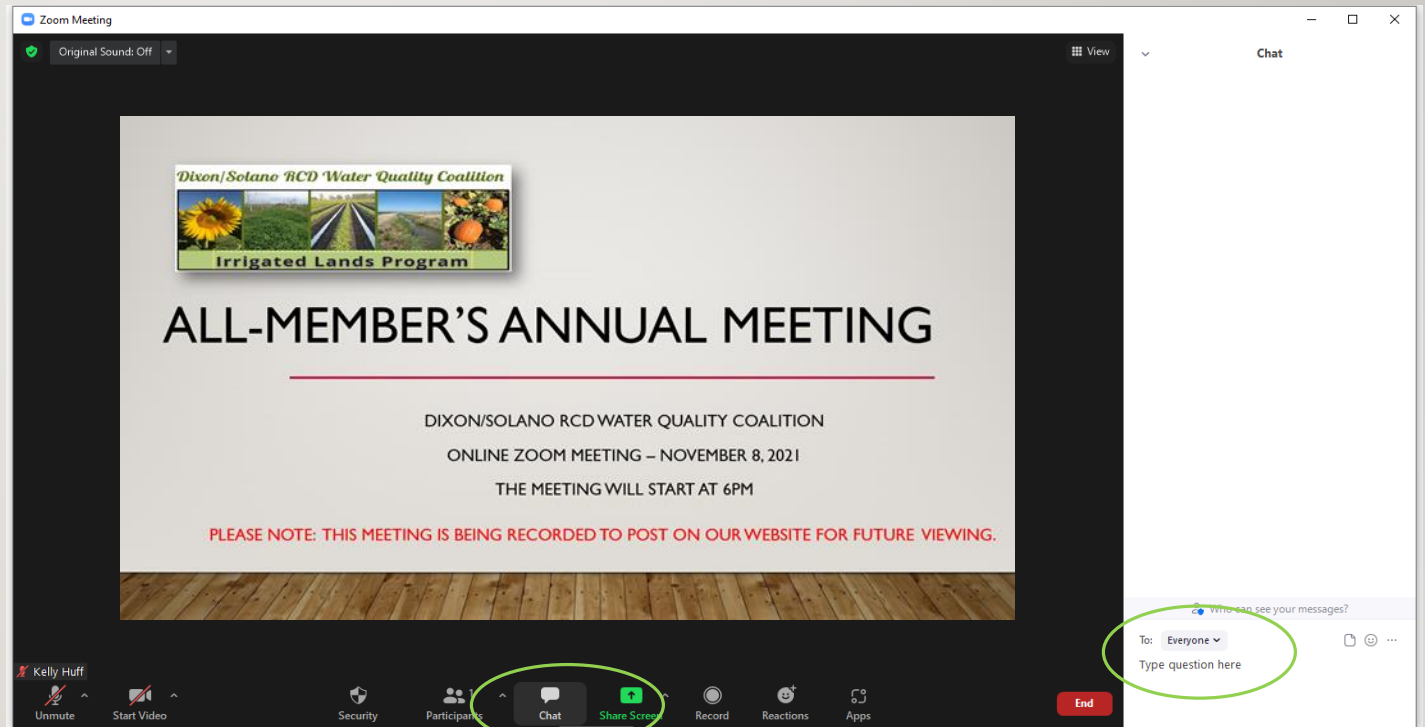 Zoom Meeting
Original Sound: Off
View
Chat
Dixon/Solano RCD Water Quality Coalition
Irrigated Lands Program
ALL-MEMBER'S ANNUAL MEETING
DIXON/SOLANO RCD WATER QUALITY COALITION
ONLINE ZOOM MEETING – NOVEMBER 8, 2021
THE MEETING WILL START AT 6PM
PLEASE NOTE: THIS MEETING IS BEING RECORDED TO POST ON OUR WEBSITE FOR FUTURE VIEWING.
Who can see your messages?
To: Everyone
Type question here
Kelly Huff
1
Unmute Start Video Security Participants Chat Share Screen Record Reactions Apps
End